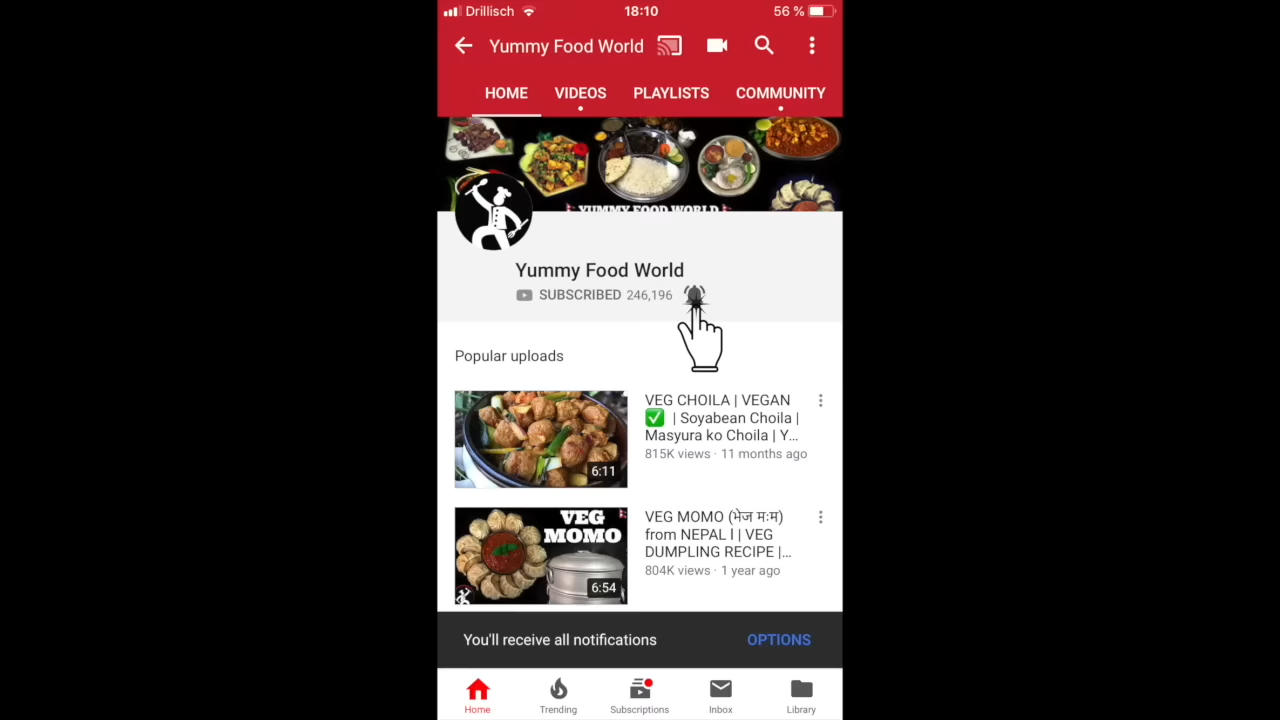 Drillisch 18:10 56 %
Yummy Food World
HOME VIDEOS PLAYLISTS COMMUNITY
YUMMY FOOD WORLD
Yummy Food World
SUBSCRIBED 246,196
Popular uploads
VEG CHOILA | VEGAN
✅ | Soyabean Choila |
Masyura ko Choila | Y...
815K views · 11 months ago
6:11
VEG
MOMO
6:54
VEG MOMO (भेज मःम)
from NEPAL l | VEG
DUMPLING RECIPE |...
804K views · 1 year ago
You'll receive all notifications OPTIONS
Home Trending Subscriptions Inbox Library